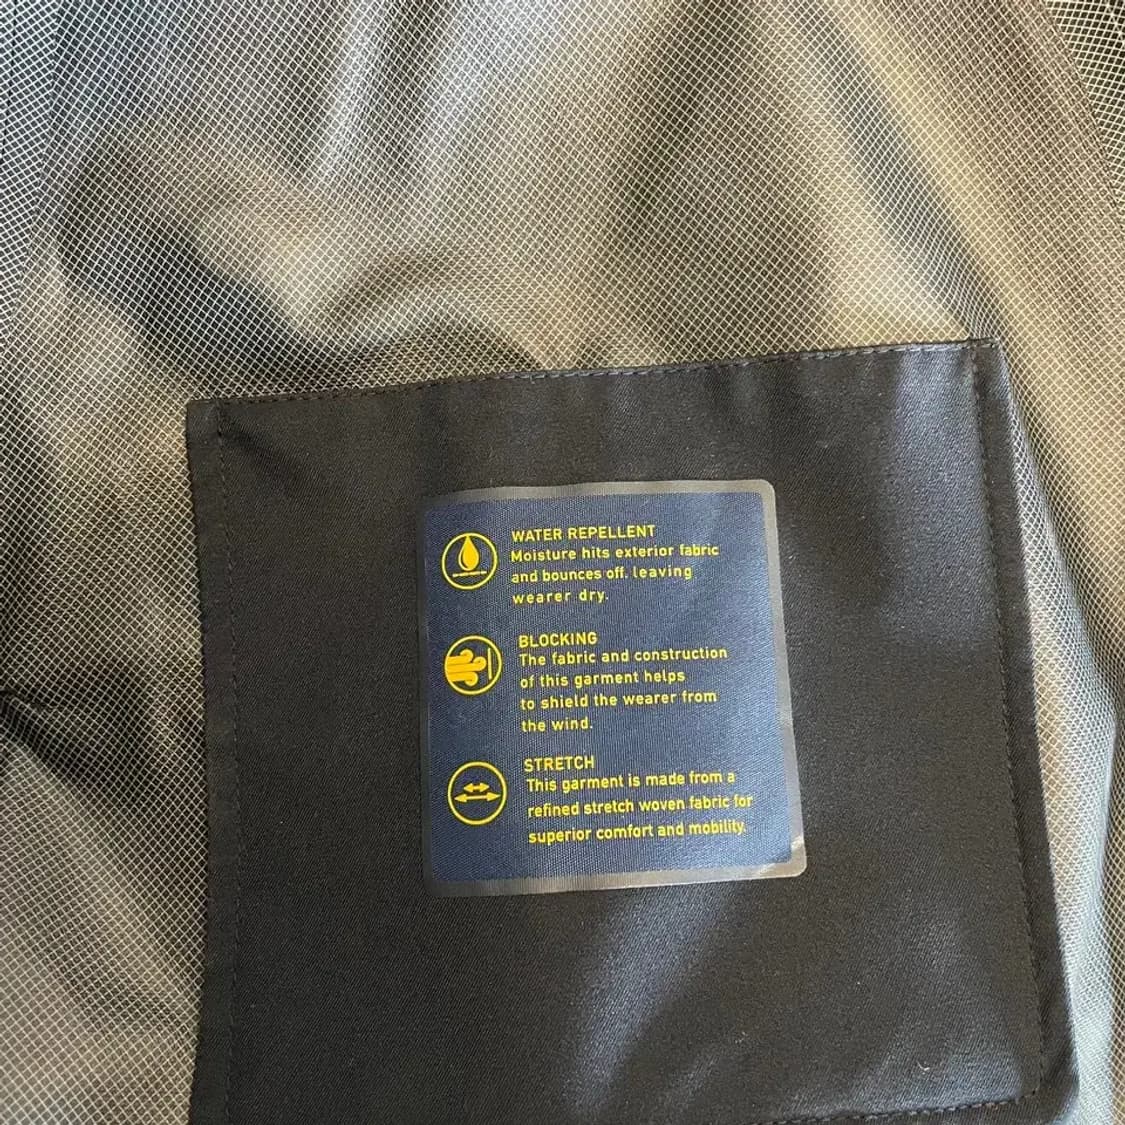 WATER REPELLENT
Moisture hits exterior fabric
and bounces off. leaving
wearer dry.
BLOCKING
The fabric and construction
of this garment helps
to shield the wearer from
the wind.
STRETCH
This garment is made from a
refined stretch woven fabric for
superior comfort and mobility.